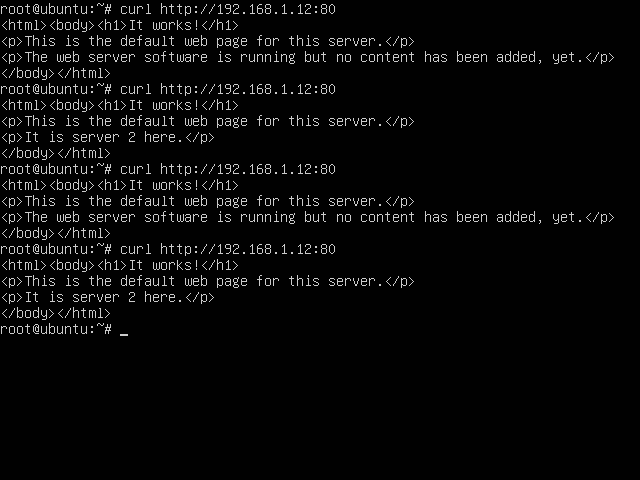 root@ubuntu:~# curl http://192.168.1.12:80
<html><body><h1>It works!</h1>
<p>This is the default web page for this server.</p>
<p>The web server software is running but no content has been added, yet.</p>
</body></html>
root@ubuntu:~# curl http://192.168.1.12:80
<html><body><h1>It works!</h1>
<p>This is the default web page for this server.</p>
<p>It is server 2 here.</p>
</body></html>
root@ubuntu:~# curl http://192.168.1.12:80
<html><body><h1>It works!</h1>
<p>This is the default web page for this server.</p>
<p>The web server software is running but no content has been added, yet.</p>
</body></html>
root@ubuntu:~# curl http://192.168.1.12:80
<html><body><h1>It works!</h1>
<p>This is the default web page for this server.</p>
<p>It is server 2 here.</p>
</body></html>
root@ubuntu:~# _